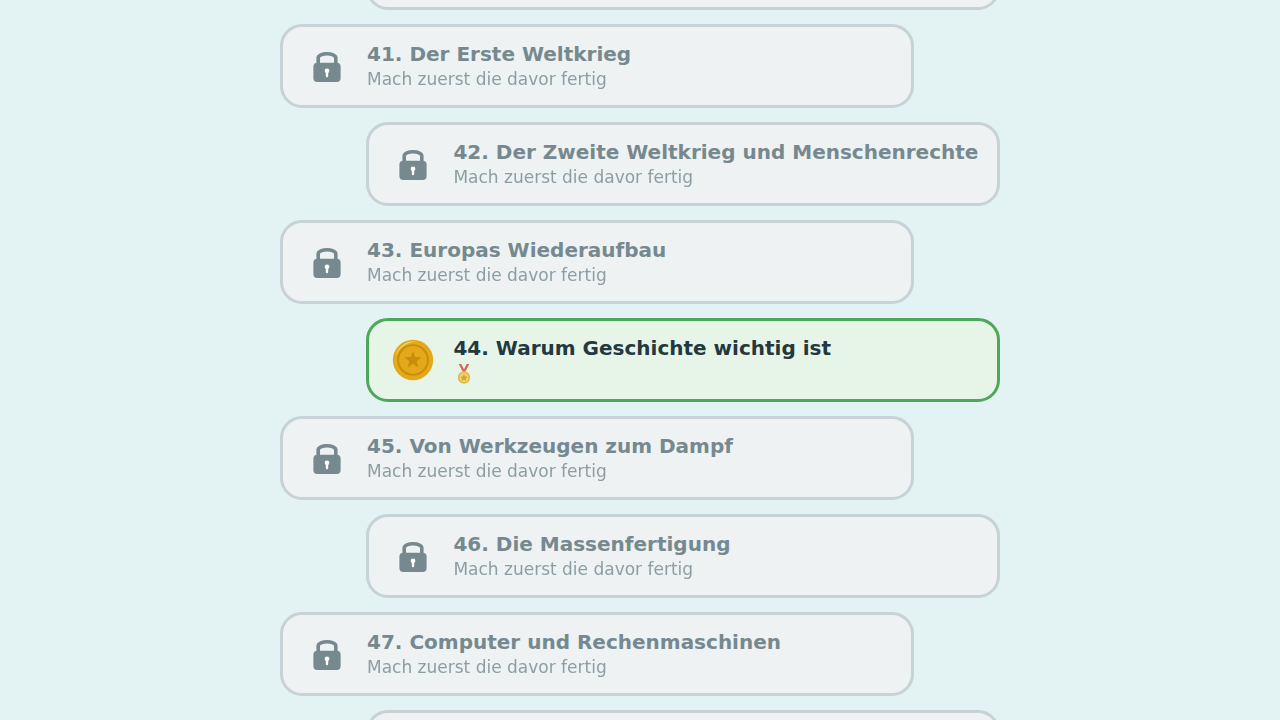 41. Der Erste Weltkrieg
Mach zuerst die davor fertig
42. Der Zweite Weltkrieg und Menschenrechte
Mach zuerst die davor fertig
43. Europas Wiederaufbau
Mach zuerst die davor fertig
44. Warum Geschichte wichtig ist
45. Von Werkzeugen zum Dampf
Mach zuerst die davor fertig
46. Die Massenfertigung
Mach zuerst die davor fertig
47. Computer und Rechenmaschinen
Mach zuerst die davor fertig